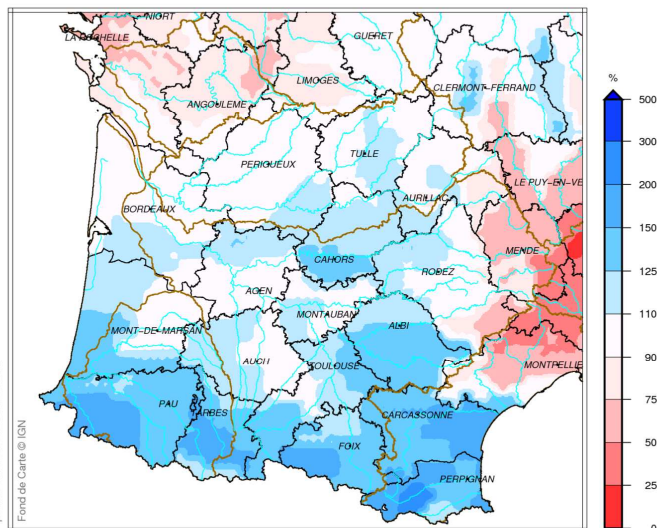 NIORT
LA ROCHELLE
GUERET
LIMOGES
CLERMONT-FERRAND
ANGOULEME
TULLE
PERIGUEUX
LE PUY-EN-VE
AURILLAC
BORDEAUX
MENDE
CAHORS
RODEZ
AGEN
MONTAUBAN
MONT-DE-MARSAN
ALBI
AUCH
TOULOUSE
MONTPELLIE
PAU
TARBES
CARCASSONNE
FOIX
PERPIGNAN
Fond de Carte © IGN
%
500
300
200
150
125
110
90
75
50
25
0